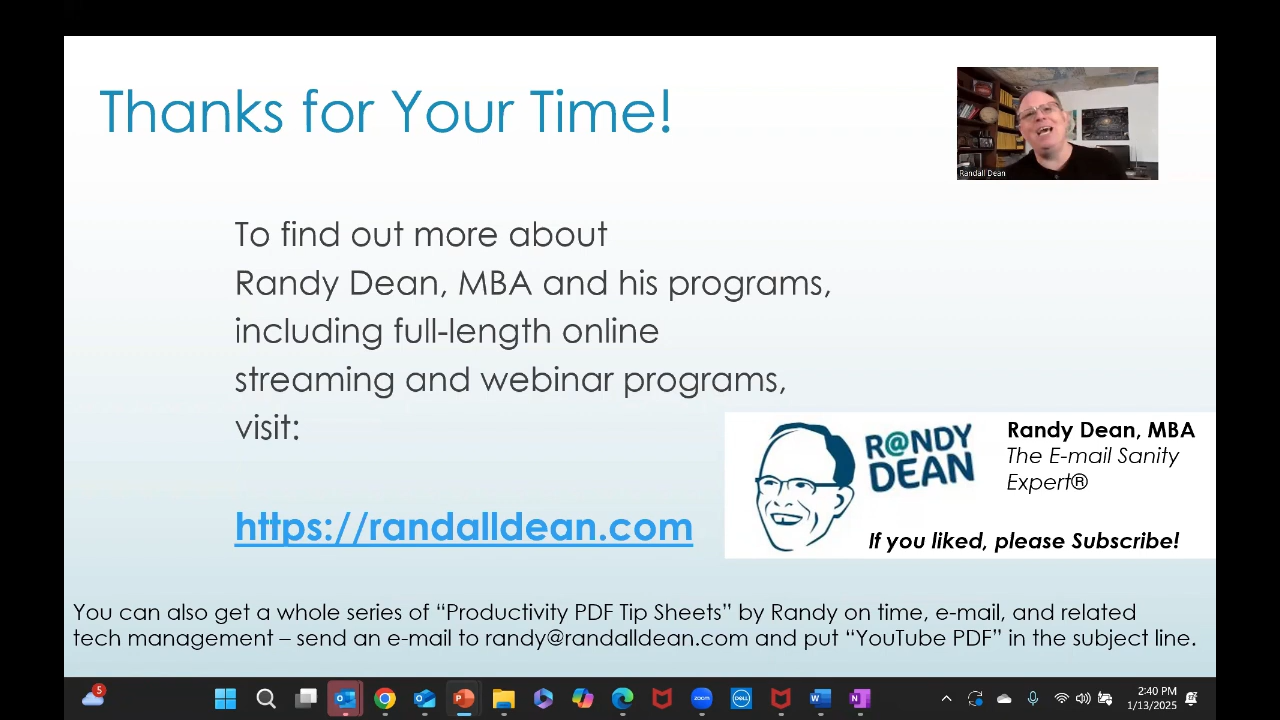 Thanks for Your Time!
Randall Dean
To find out more about
Randy Dean, MBA and his programs,
including full-length online
streaming and webinar programs,
visit:
https://randalldean.com
R@NDY
DEAN
Randy Dean, MBA
The E-mail Sanity
Expert®
If you liked, please Subscribe!
You can also get a whole series of “Productivity PDF Tip Sheets” by Randy on time, e-mail, and related
tech management – send an e-mail to randy@randalldean.com and put “YouTube PDF” in the subject line.
5
zoom
DELL
2:40 PM
1/13/2025